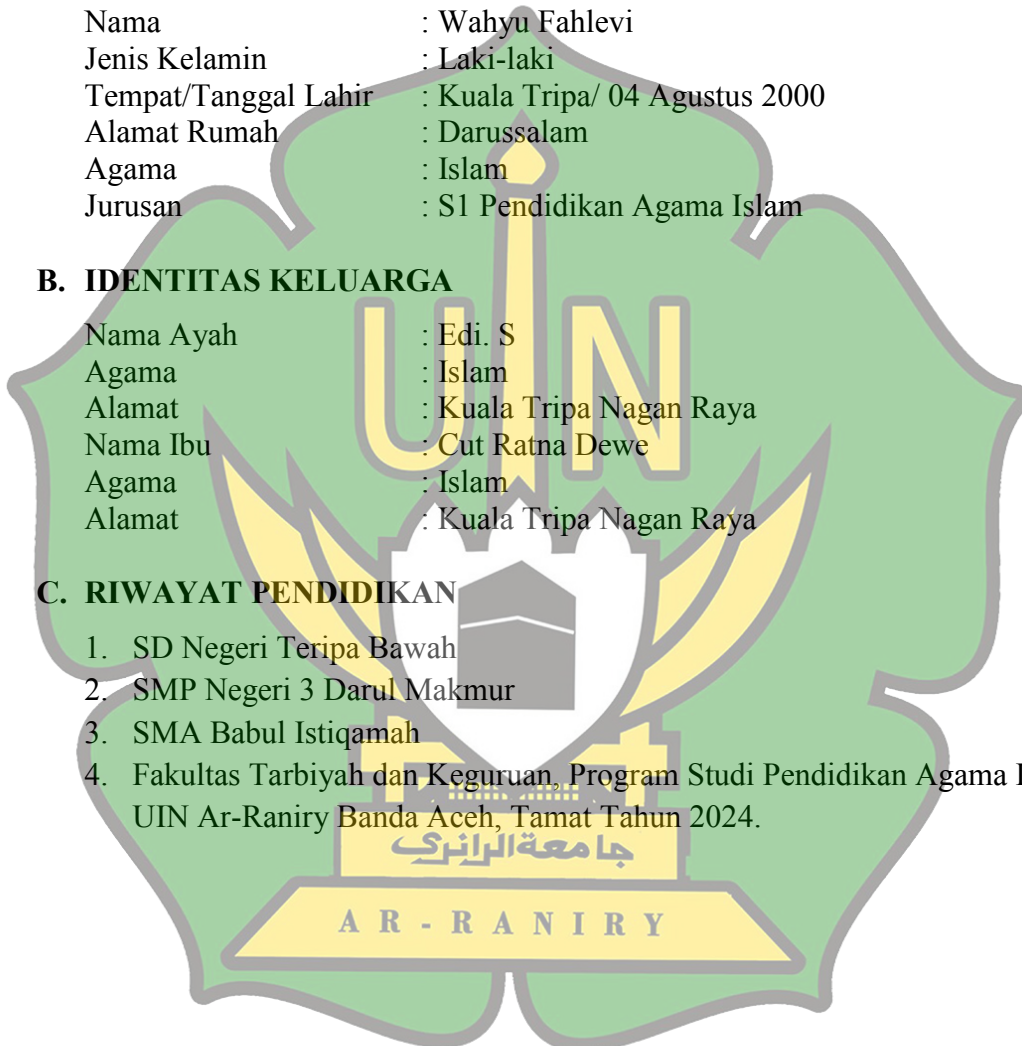 Nama : Wahyu Fahlevi
Jenis Kelamin : Laki-laki
Tempat/Tanggal Lahir : Kuala Tripa/ 04 Agustus 2000
Alamat Rumah : Darussalam
Agama : Islam
Jurusan : S1 Pendidikan Agama Islam
B. IDENTITAS KELUARGA
UIN
Nama Ayah : Edi. S
Agama : Islam
Alamat : Kuala Tripa Nagan Raya
Nama Ibu : Cut Ratna Dewe
Agama : Islam
Alamat : Kuala Tripa Nagan Raya
C. RIWAYAT PENDIDIKAN
1. SD Negeri Teripa Bawah
2. SMP Negeri 3 Darul Makmur
3. SMA Babul Istiqamah
4. Fakultas Tarbiyah dan Keguruan, Program Studi Pendidikan Agama
UIN Ar-Raniry Banda Aceh, Tamat Tahun 2024.
جامعةالرانري
AR-RANIRY